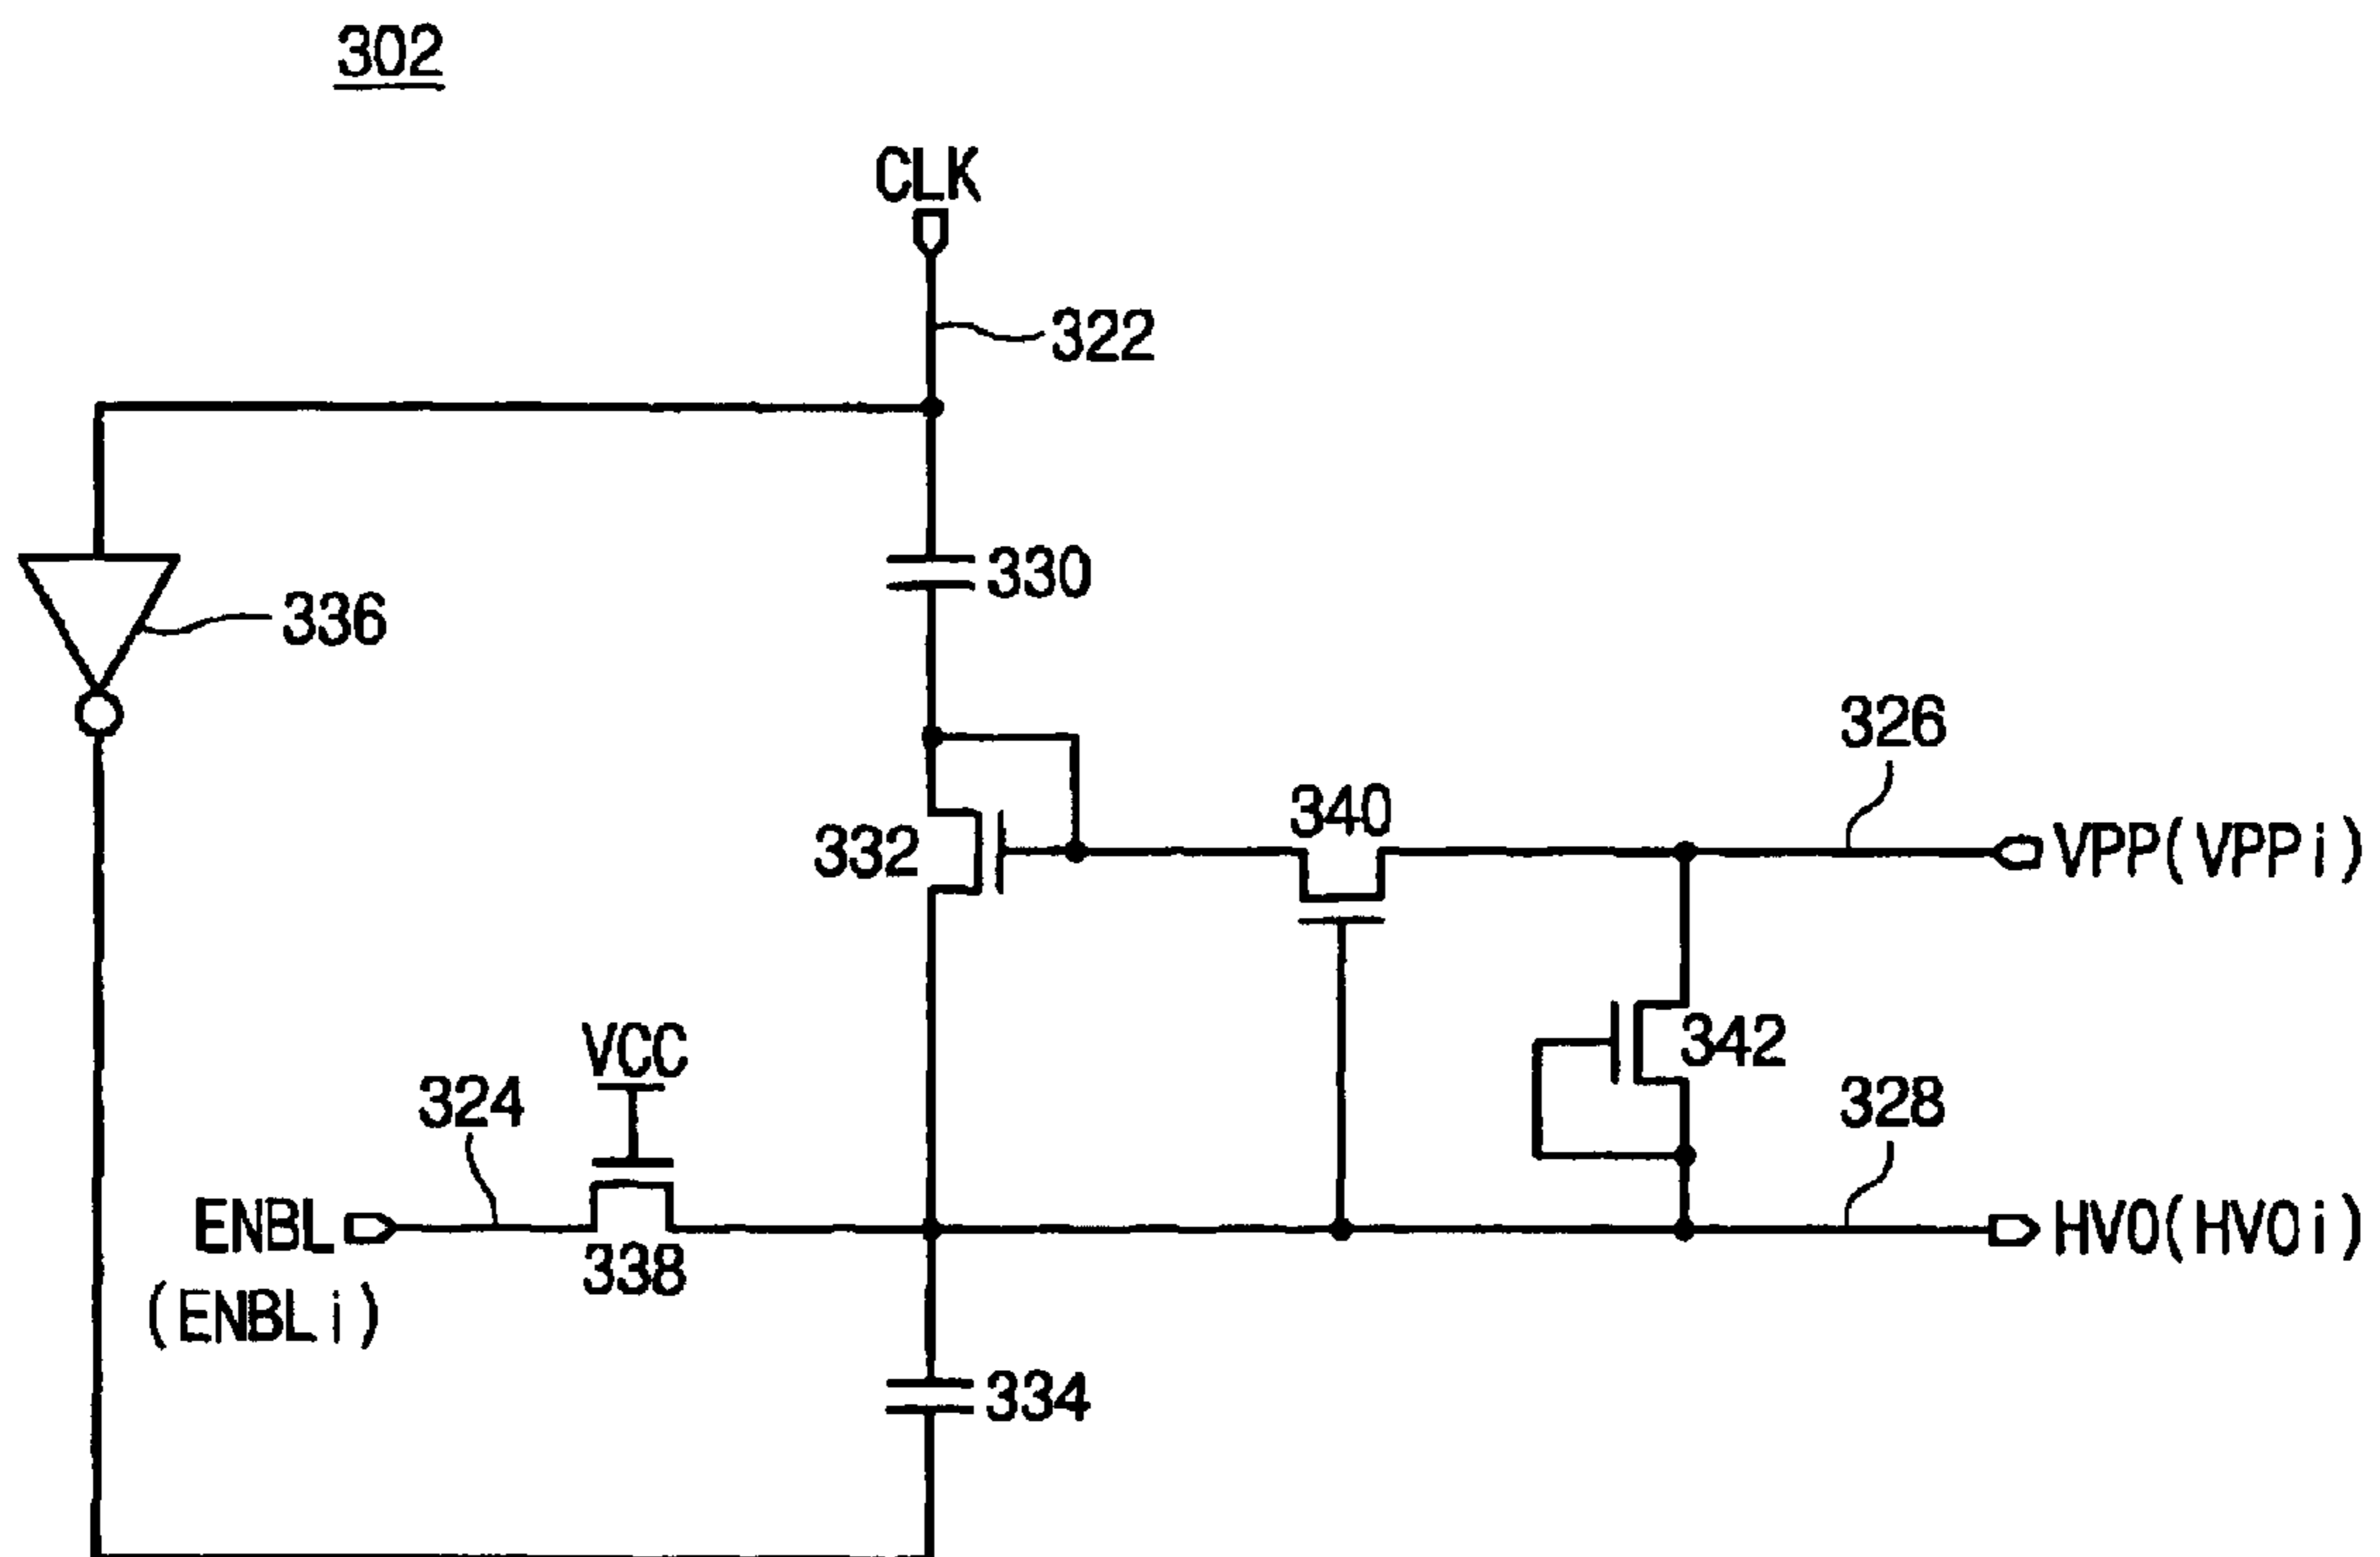 302
CLK
322
330
336
326
340
332
VPP(VPPi)
VCC
342
324
328
ENBL
HVO(HVOi)
338
(ENBLi)
334